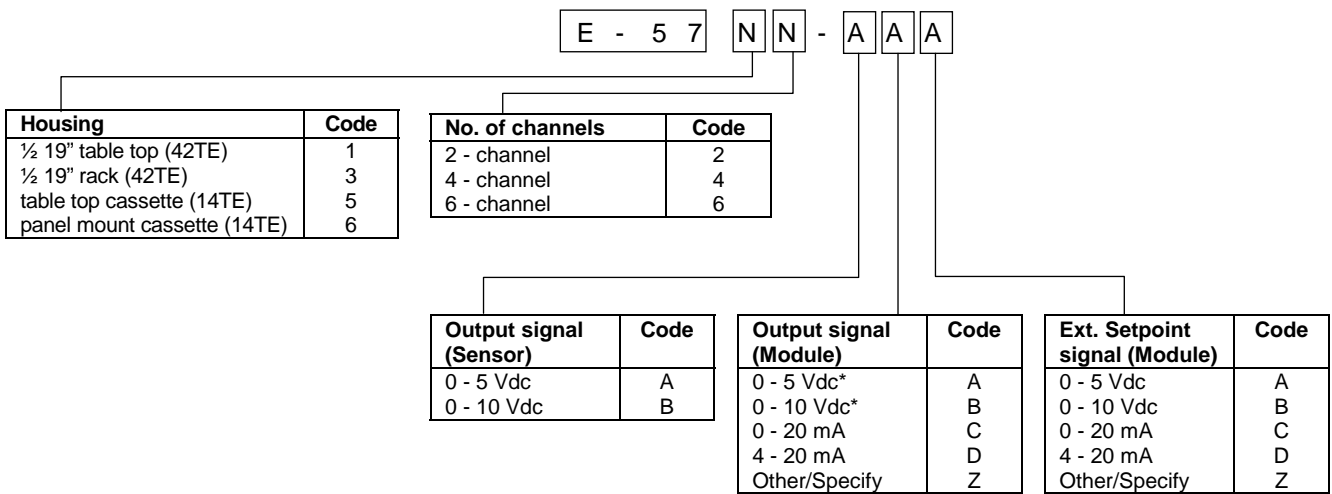 E - 5 7 N N - A A A
Housing Code
½ 19” table top (42TE) 1
½ 19” rack (42TE) 3
table top cassette (14TE) 5
panel mount cassette (14TE) 6
No. of channels Code
2 - channel 2
4 - channel 4
6 - channel 6
Output signal (Sensor) Code
0 - 5 Vdc A
0 - 10 Vdc B
Output signal (Module) Code
0 - 5 Vdc* A
0 - 10 Vdc* B
0 - 20 mA C
4 - 20 mA D
Other/Specify Z
Ext. Setpoint signal (Module) Code
0 - 5 Vdc A
0 - 10 Vdc B
0 - 20 mA C
4 - 20 mA D
Other/Specify Z